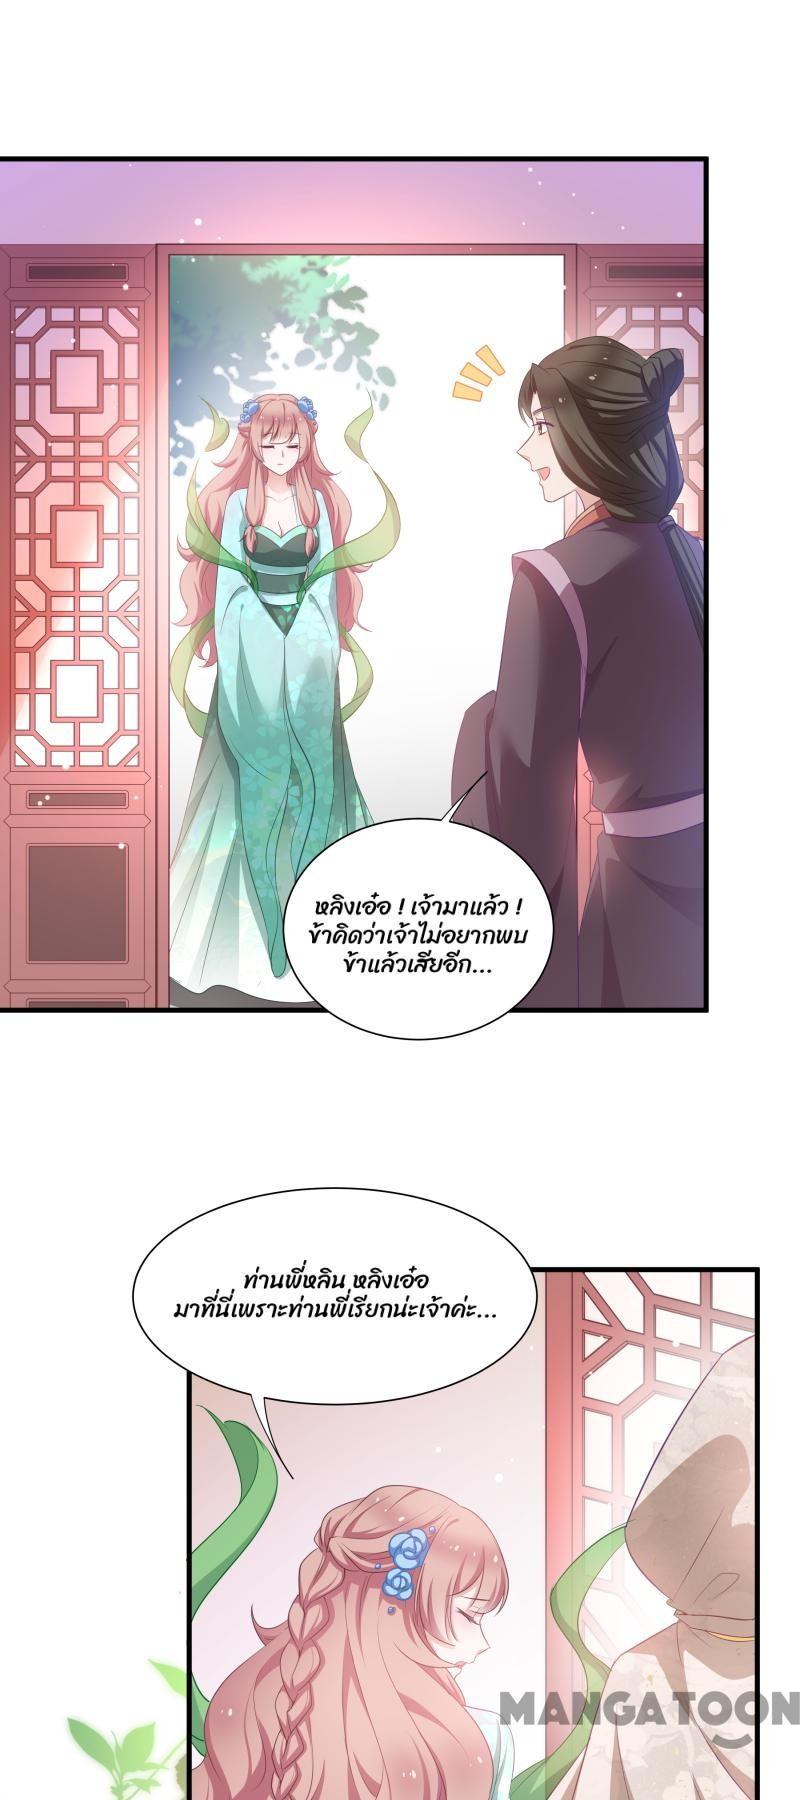 หลิงเอ๋อ ! เจ้ามาแล้ว !
ข้าคิดว่าเจ้าไม่อยากพบ
ข้าแล้วเสียอีก...
ท่านพี่หลิน หลิงเอ๋อ
มาที่นี่เพราะท่านพี่เรียกน่ะเจ้าค่ะ...
MANGATOON